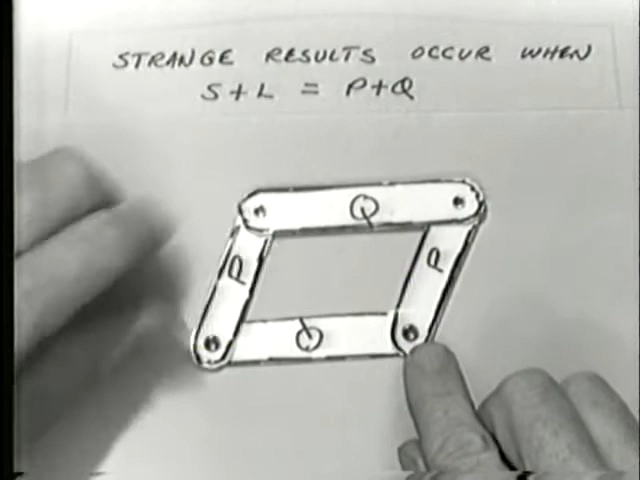 STRANGE RESULTS OCCUR WHEN
S+L = P+Q
Q
P
P
Q